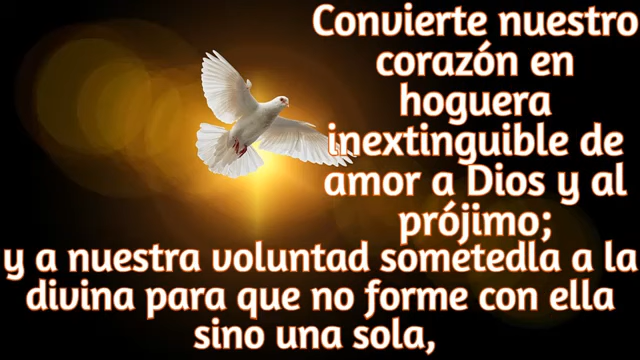 Convierte nuestro
corazón en
hoguera
inextinguible de
amor a Dios y al
prójimo;
y a nuestra voluntad sometedla a la
divina para que no forme con ella
sino una sola,